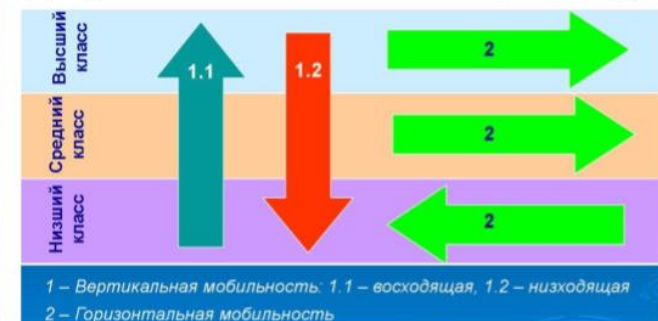 Высший
класс
1.1
1.2
2
Средний
класс
2
Низший
класс
2
1 – Вертикальная мобильность: 1.1 – восходящая, 1.2 – низходящая
2 – Горизонтальная мобильность